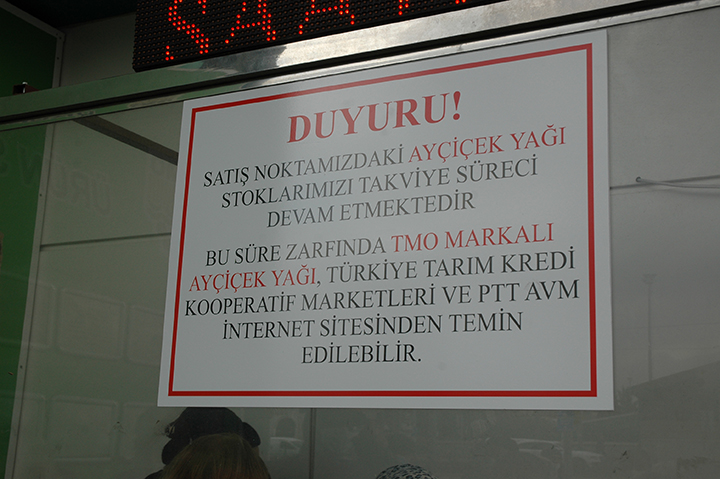 SAAT
DUYURU!
SATIŞ NOKTAMIZDAKİ AYÇİÇEK YAĞI
STOKLARIMIZI TAKVİYE SÜRECİ
DEVAM ETMEKTEDİR
BU SÜRE ZARFINDA TMO MARKALI
AYÇİÇEK YAĞI, TÜRKİYE TARIM KREDİ
KOOPERATİF MARKETLERİ VE PTT AVM
İNTERNET SİTESİNDEN TEMİN
EDİLEBİLİR.